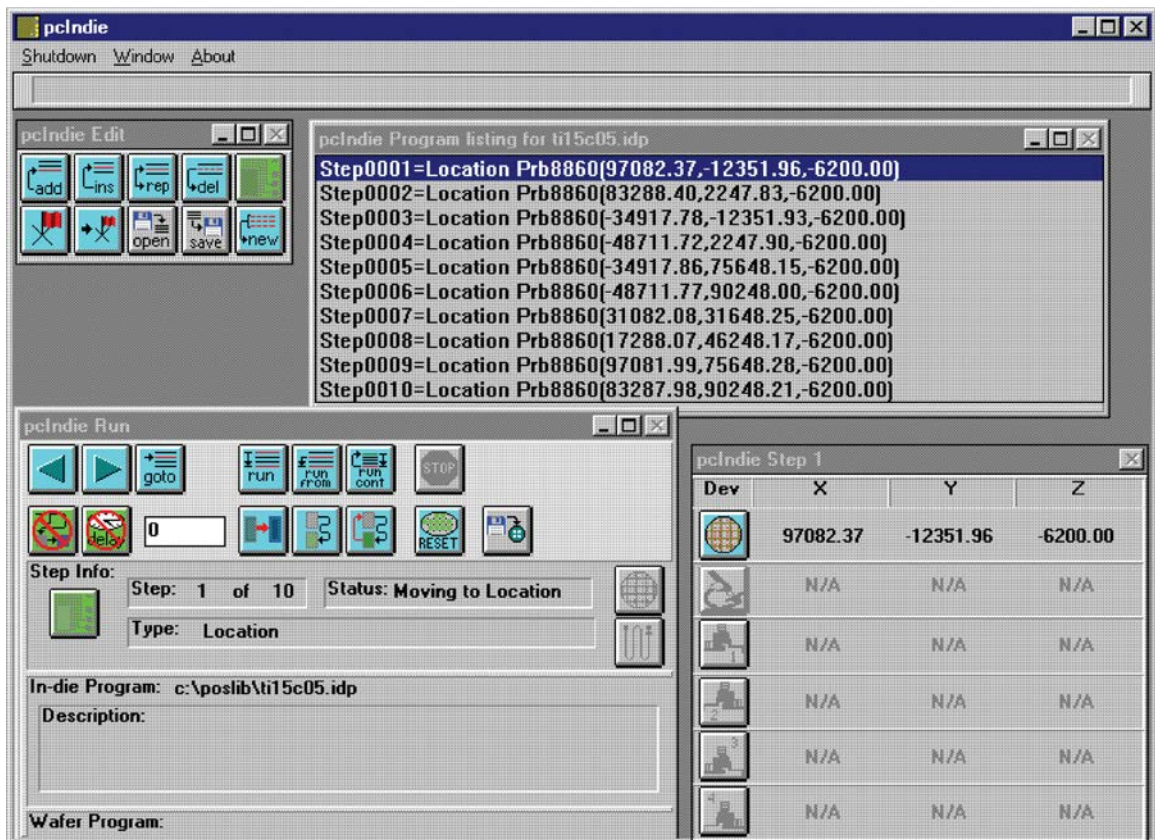 pcIndie
Shutdown Window About
pcIndie Edit
add ins rep del
open save new
pcIndie Program listing for ti15c05.idp
Step0001=Location Prb8860(97082.37,-12351.96,-6200.00)
Step0002=Location Prb8860(83288.40,2247.83,-6200.00)
Step0003=Location Prb8860(-34917.78,-12351.93,-6200.00)
Step0004=Location Prb8860(-48711.72,2247.90,-6200.00)
Step0005=Location Prb8860(-34917.86,75648.15,-6200.00)
Step0006=Location Prb8860(-48711.77,90248.00,-6200.00)
Step0007=Location Prb8860(31082.08,31648.25,-6200.00)
Step0008=Location Prb8860(17288.07,46248.17,-6200.00)
Step0009=Location Prb8860(97081.99,75648.28,-6200.00)
Step0010=Location Prb8860(83287.98,90248.21,-6200.00)
pcIndie Run
goto run run from run cont STOP
delay 0 RESET
Step Info:
Step: 1 of 10 Status: Moving to Location
Type: Location
In-die Program: c:\poslib\ti15c05.idp
Description:
Wafer Program:
pcIndie Step 1
Dev X Y Z
97082.37 -12351.96 -6200.00
N/A N/A N/A
1 N/A N/A N/A
2 N/A N/A N/A
3 N/A N/A N/A
4 N/A N/A N/A